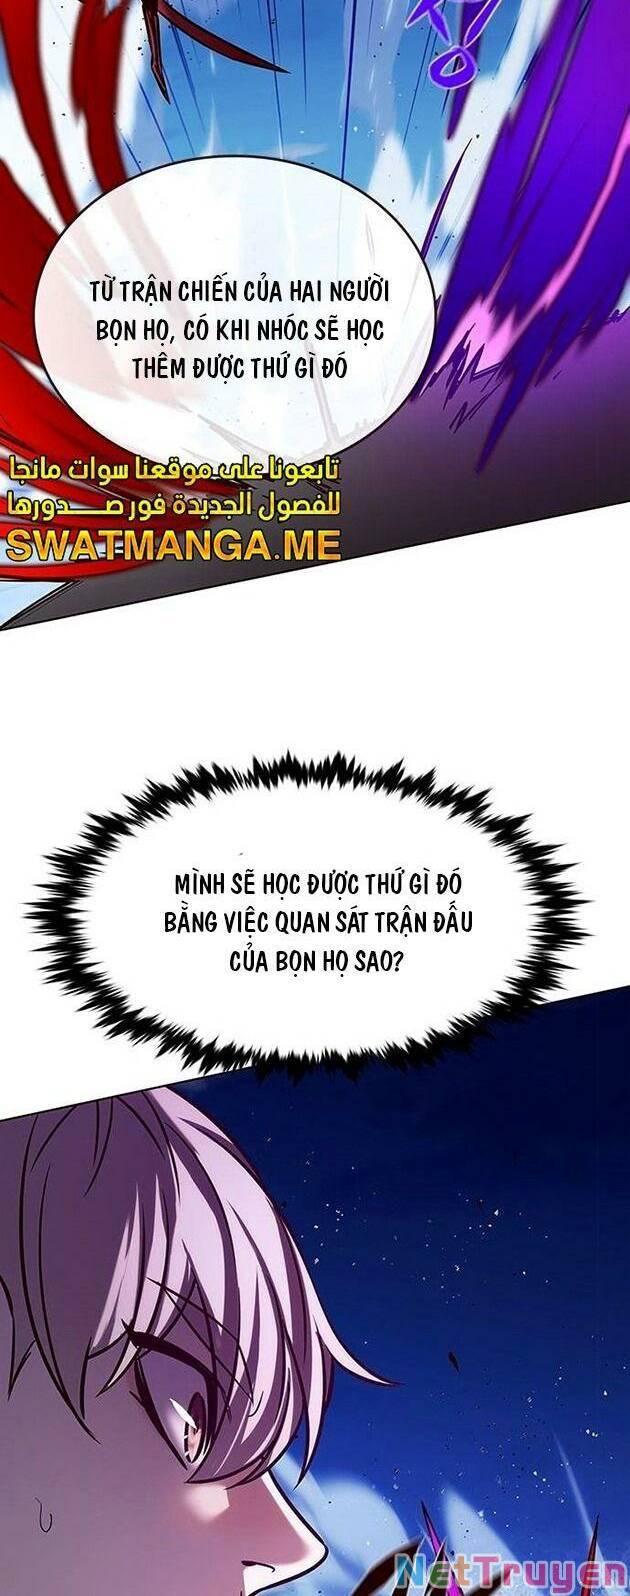 TỪ TRẬN CHIẾN CỦA HAI NGƯỜI
BỌN HỌ, CÓ KHI NHÓC SẼ HỌC
THÊM ĐƯỢC THỨ GÌ ĐÓ
تابعونا على موقعنا سوات مانجا
للفصول الجديدة فور صدورها
SWATMANGA.ME
MÌNH SẼ HỌC ĐƯỢC THỨ GÌ ĐÓ
BẰNG VIỆC QUAN SÁT TRẬN ĐẤU
CỦA BỌN HỌ SAO?
NetTruyen